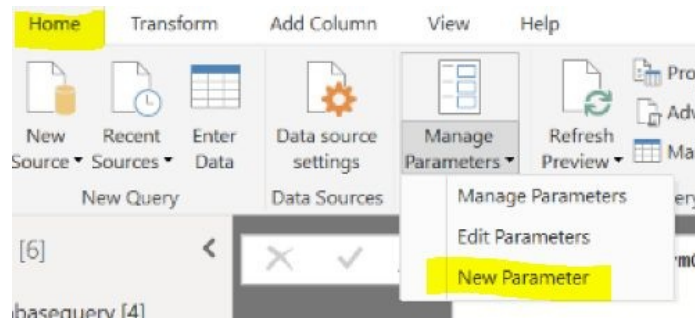 Home Transform Add Column View Help
New Source Recent Sources Enter Data Data source settings Manage Parameters Refresh Preview
New Query Data Sources
Manage Parameters
Edit Parameters
New Parameter
[6]
[4]